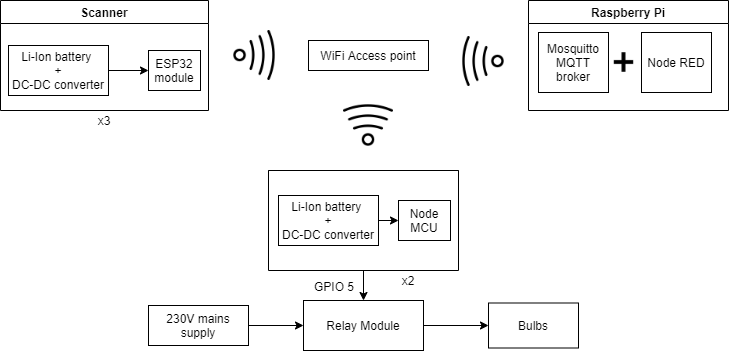 Scanner
Li-Ion battery
+
DC-DC converter
ESP32
module
x3
WiFi Access point
Raspberry Pi
Mosquitto
MQTT
broker
+
Node RED
Li-Ion battery
+
DC-DC converter
Node
MCU
x2
GPIO 5
230V mains
supply
Relay Module
Bulbs